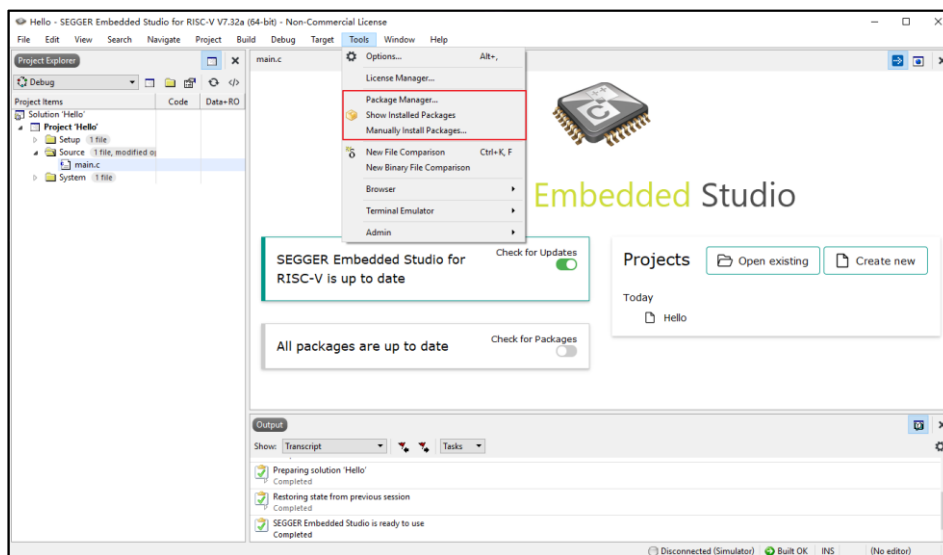 Hello - SEGGER Embedded Studio for RISC-V V7.32a (64-bit) - Non-Commercial License
File Edit View Search Navigate Project Build Debug Target Tools Window Help
Project Explorer
Debug
Project Items Code Data+RO
Solution 'Hello'
Project 'Hello'
Setup 1 file
Source 1 file, modified op
main.c
System 1 file
main.c
Options... Alt+,
License Manager...
Package Manager...
Show Installed Packages
Manually Install Packages...
New File Comparison Ctrl+K, F
New Binary File Comparison
Browser
Terminal Emulator
Admin
C
Embedded Studio
SEGGER Embedded Studio for
RISC-V is up to date
Check for Updates
All packages are up to date
Check for Packages
Projects
Open existing
Create new
Today
Hello
Output
Show: Transcript Tasks
Preparing solution 'Hello'
Completed
Restoring state from previous session
Completed
SEGGER Embedded Studio is ready to use
Completed
Disconnected (Simulator) Built OK INS (No editor)